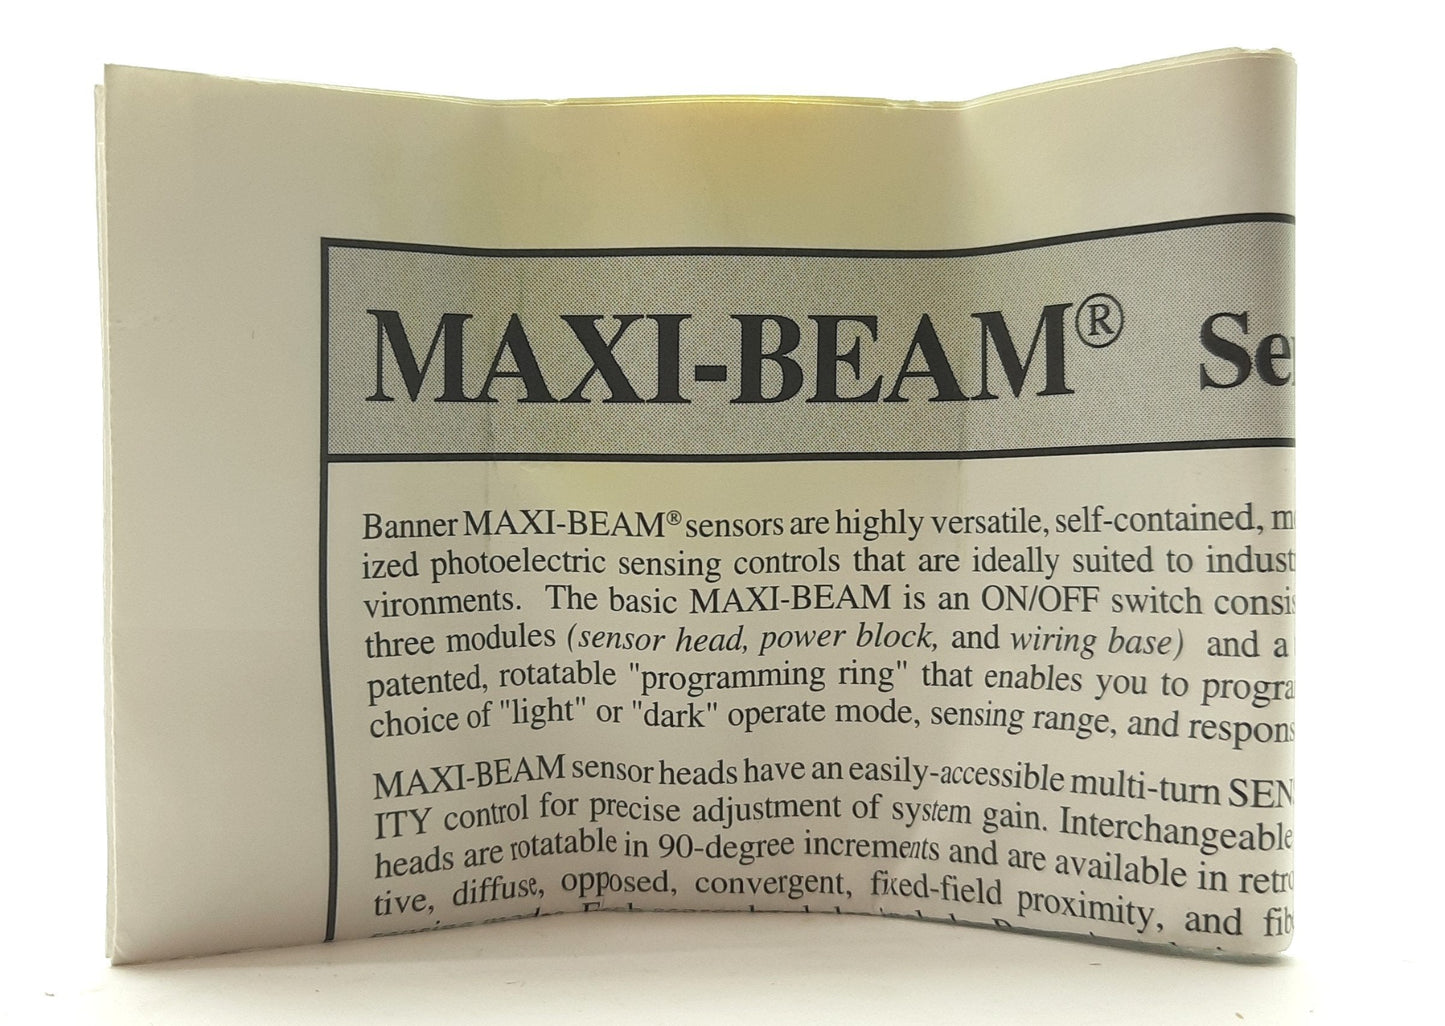 MAXI-BEAM® Se
Banner MAXI-BEAM® sensors are highly versatile, self-contained, m
ized photoelectric sensing controls that are ideally suited to indust
vironments. The basic MAXI-BEAM is an ON/OFF switch consis
three modules (sensor head, power block, and wiring base) and a
patented, rotatable "programming ring" that enables you to progra
choice of "light" or "dark" operate mode, sensing range, and respons
MAXI-BEAM sensor heads have an easily-accessible multi-turn SEN
ITY control for precise adjustment of system gain. Interchangeable
heads are rotatable in 90-degree increments and are available in retro
tive, diffuse, opposed, convergent, fixed-field proximity, and fib